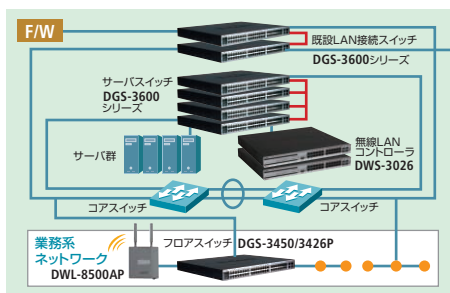 F/W
既設LAN接続スイッチ
DGS-3600シリーズ
サーバスイッチ
DGS-3600
シリーズ
サーバ群
無線LAN
コントローラ
DWS-3026
コアスイッチ
コアスイッチ
業務系
ネットワーク
DWL-8500AP
フロアスイッチ DGS-3450/3426P